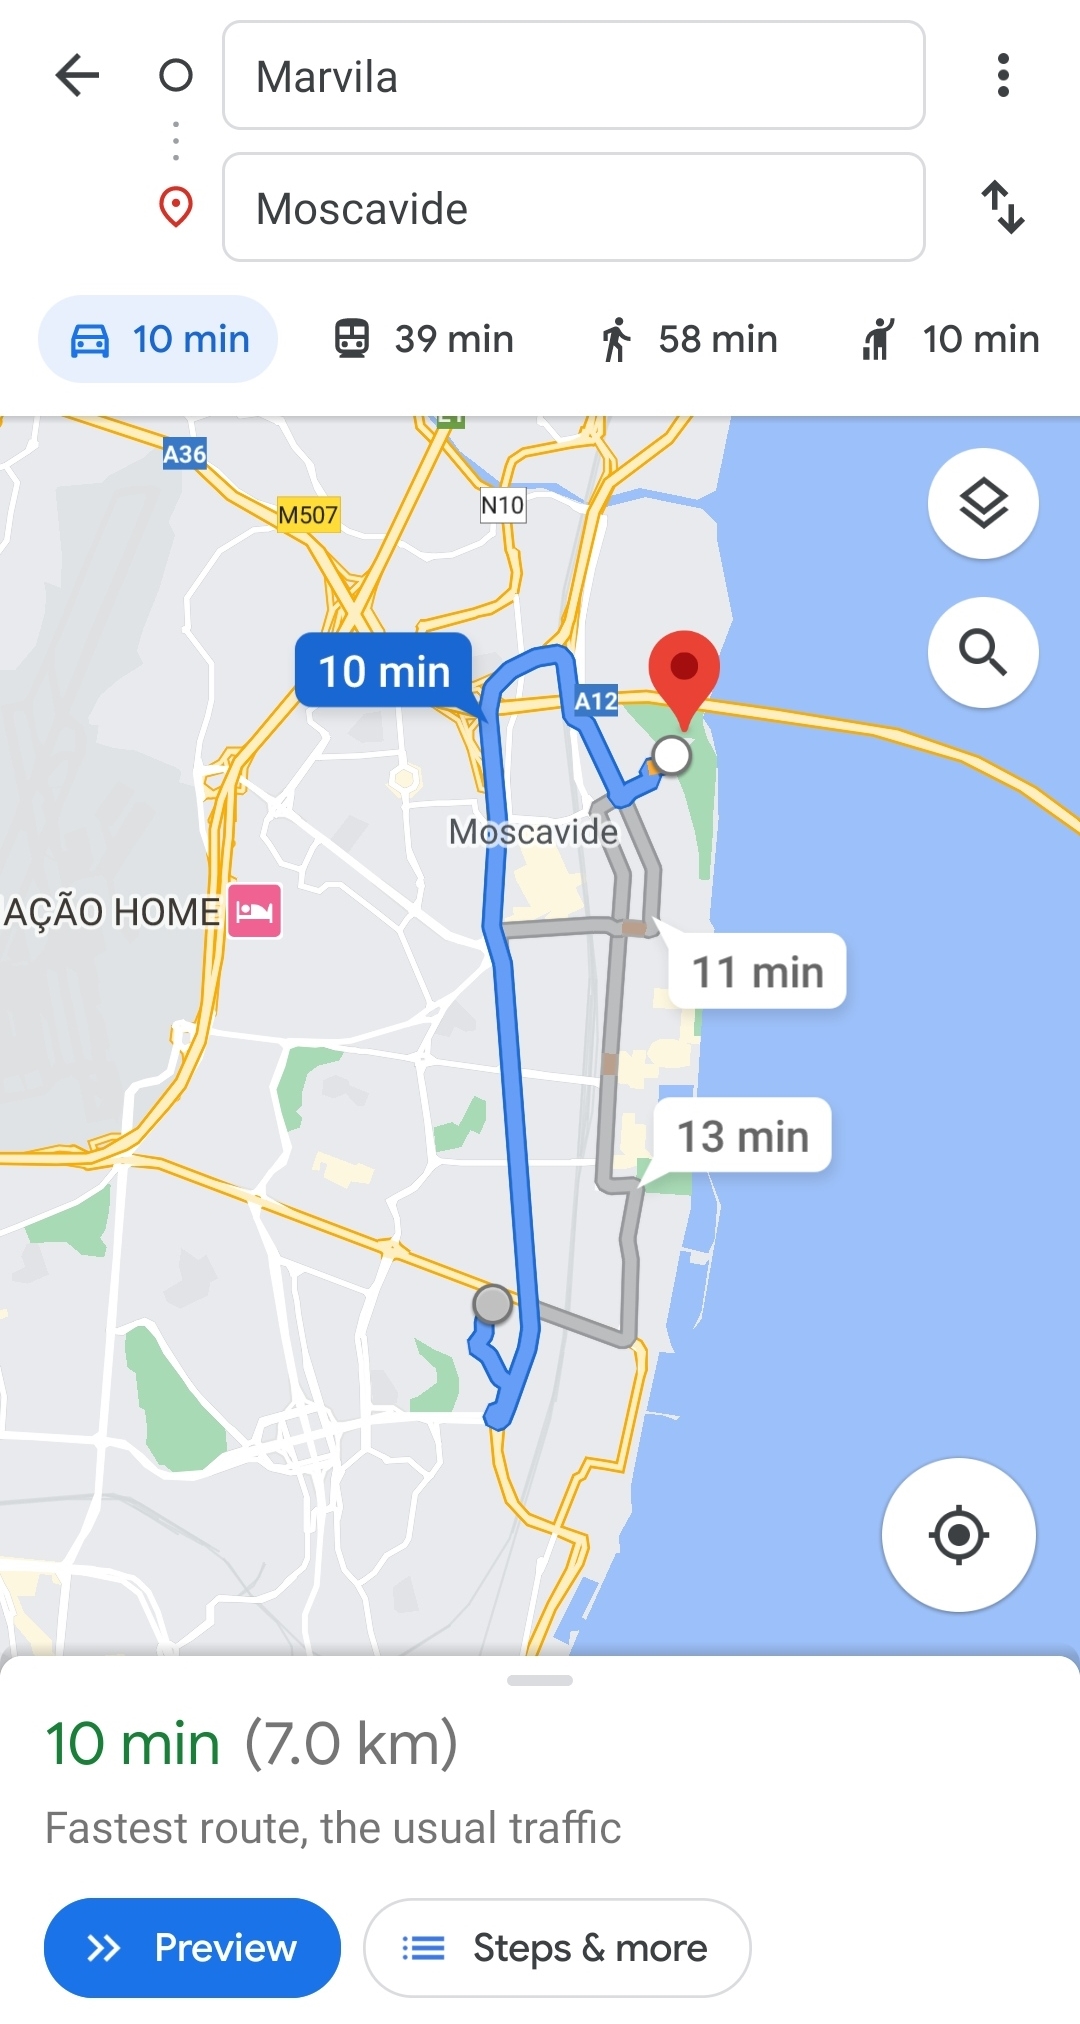 Marvila
Moscavide
10 min
39 min
58 min
10 min
A36
M507
N10
10 min
A12
Moscavide
AÇÃO HOME
11 min
13 min
10 min (7.0 km)
Fastest route, the usual traffic
Preview
Steps & more